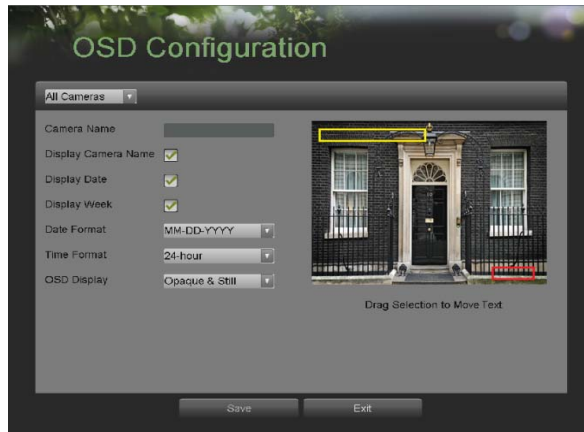 OSD Configuration
All Cameras
Camera Name
Display Camera Name
Display Date
Display Week
Date Format MM-DD-YYYY
Time Format 24-hour
OSD Display Opaque & Still
Drag Selection to Move Text
Save Exit